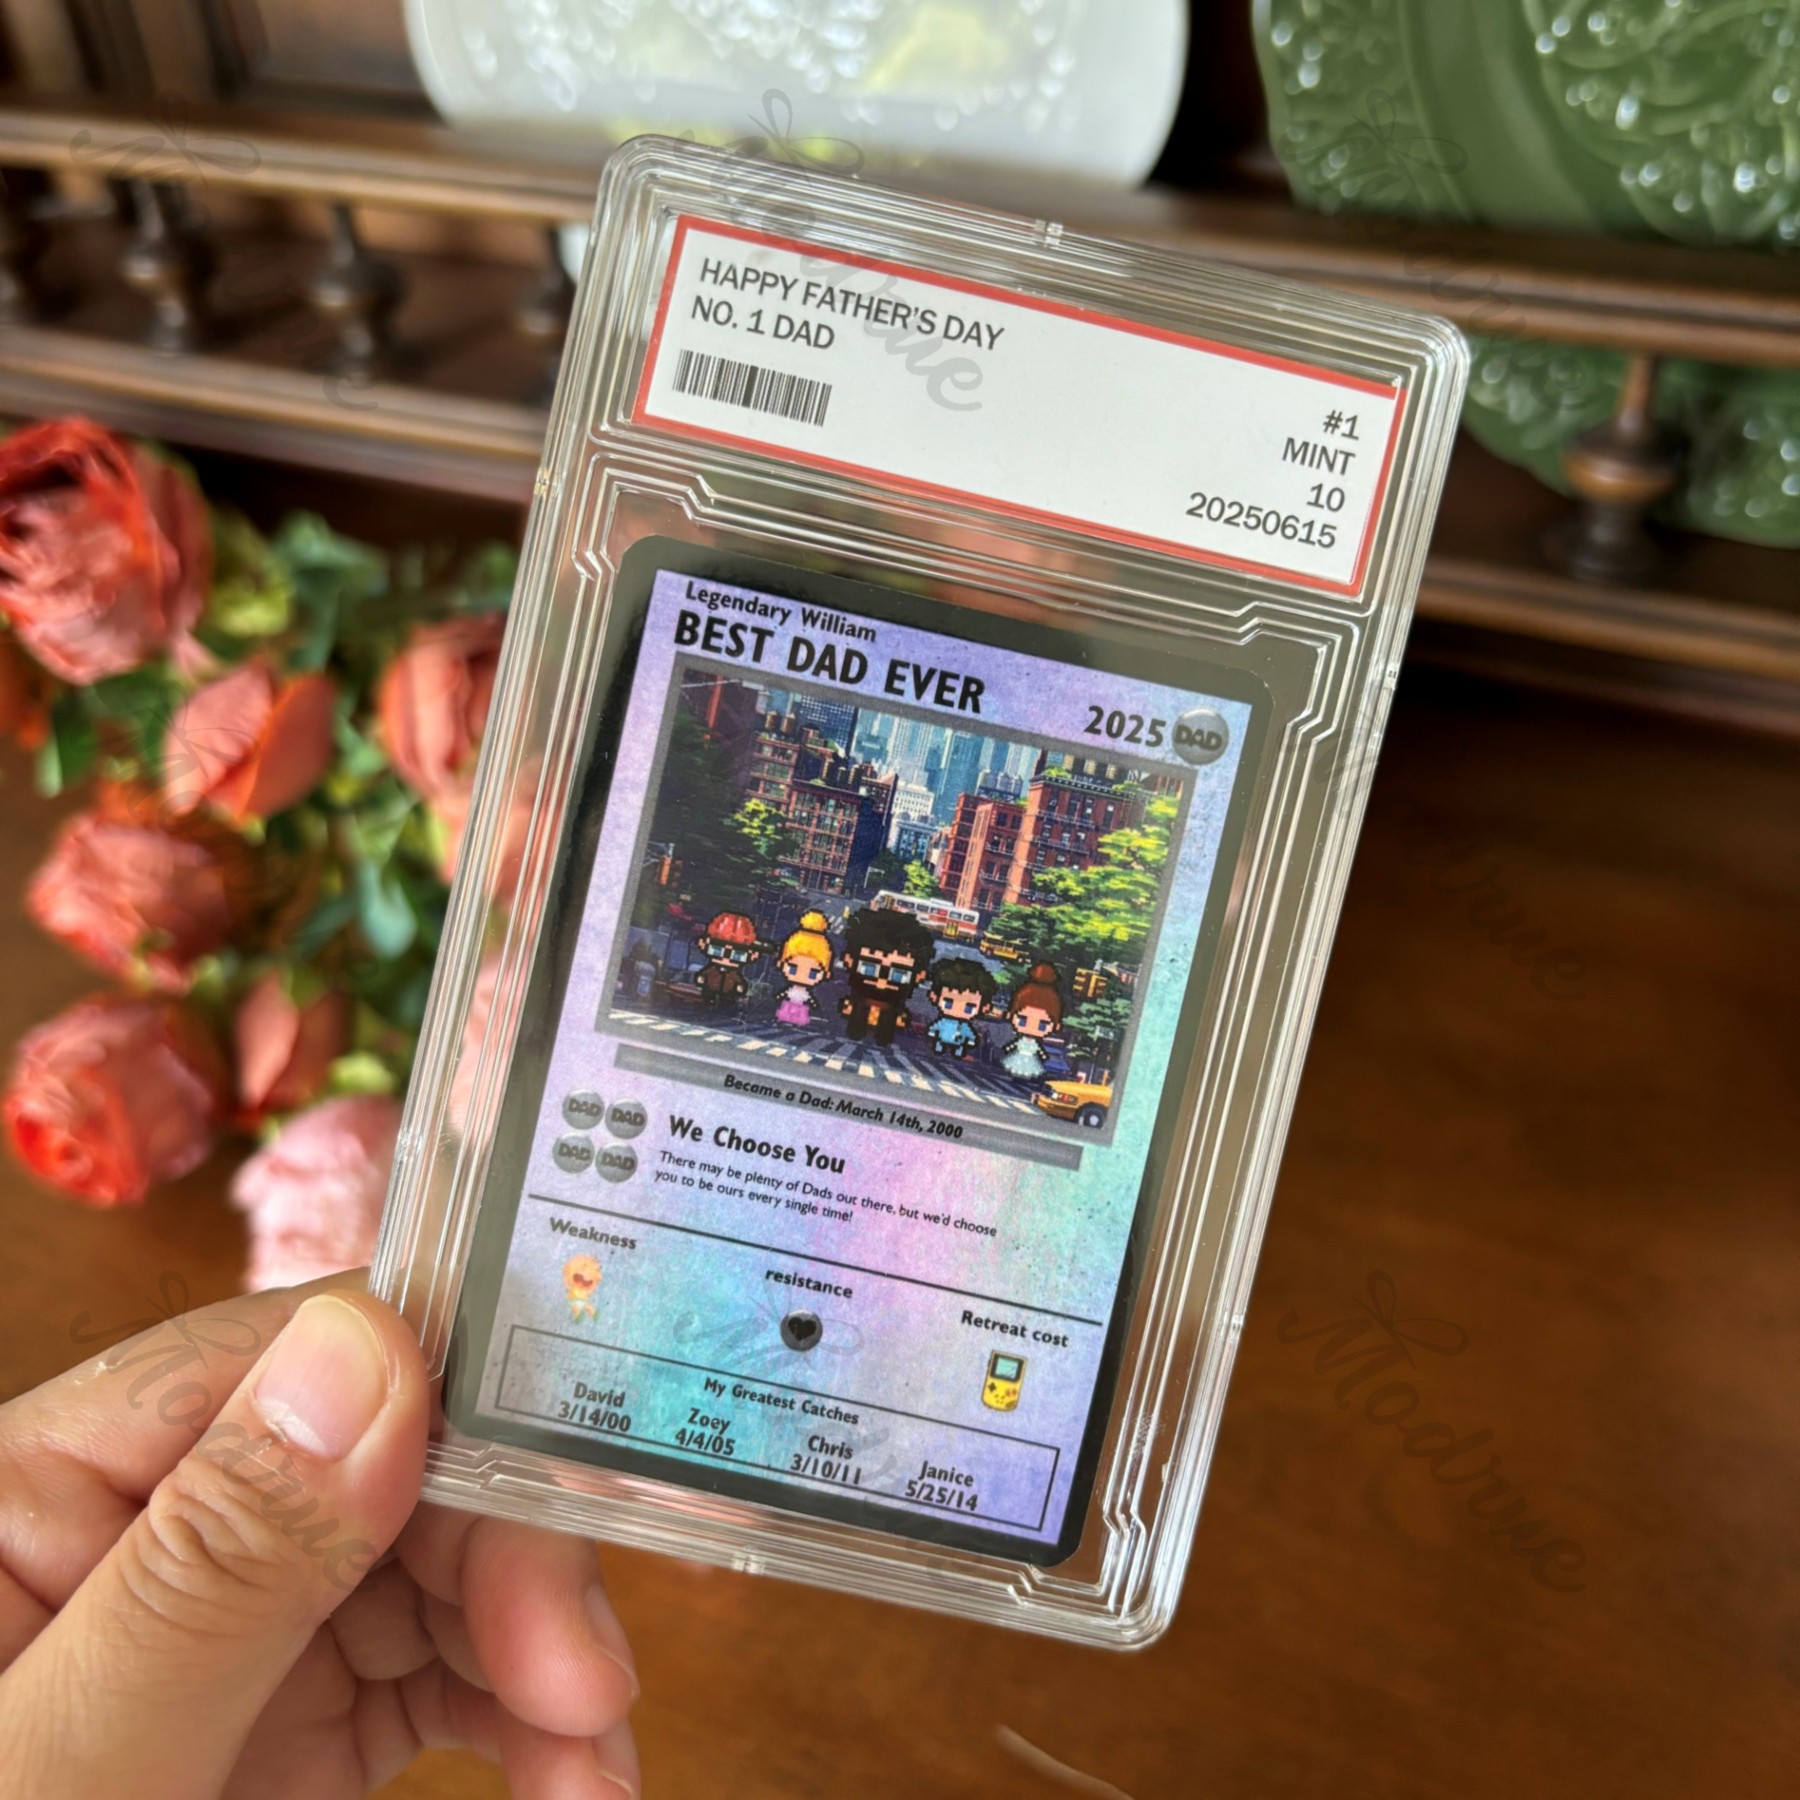 HAPPY FATHER'S DAY
NO. 1 DAD
#1
MINT
10
20250615
Legendary William
BEST DAD EVER
2025 DAD
Became a Dad: March 14th, 2000
DAD DAD
DAD DAD
We Choose You
There may be plenty of Dads out there, but we'd choose
you to be ours every single time!
Weakness
resistance
Retreat cost
My Greatest Catches
David
3/14/00
Zoey
4/4/05
Chris
3/10/11
Janice
5/25/14
Modrue
Modrue
Modrue